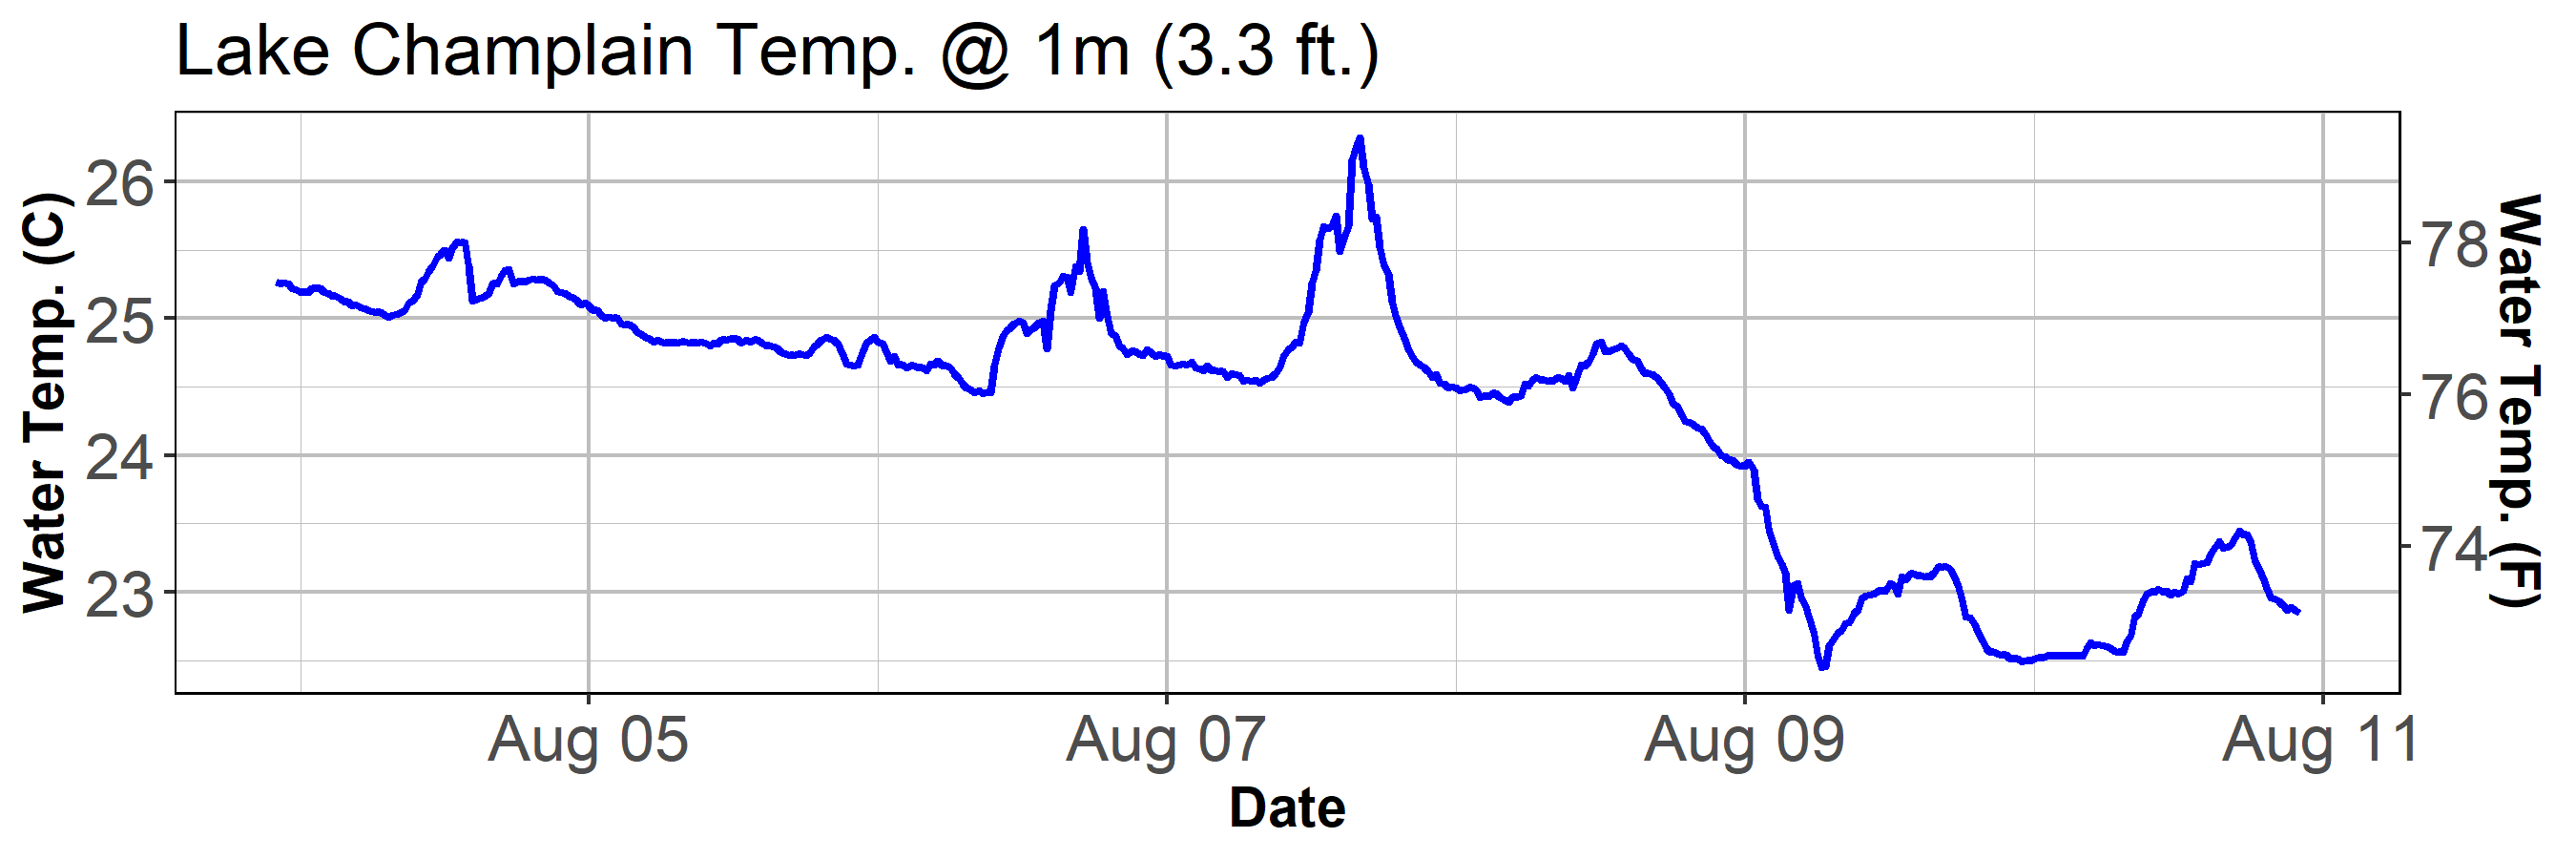 Lake Champlain Temp. @ 1m (3.3 ft.)
Water Temp. (C)
26
25
24
23
78
76
74
Water Temp. (F)
Aug 05
Aug 07
Aug 09
Aug 11
Date